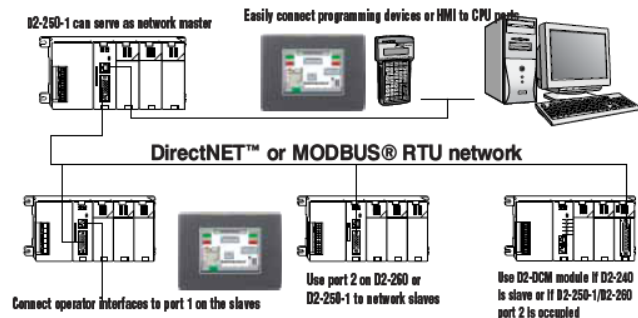 D2-250-1 can serve as network master
Easily connect programming devices or HMI to CPU ports
DirectNET™ or MODBUS® RTU network
Connect operator interfaces to port 1 on the slaves
Use port 2 on D2-260 or
D2-250-1 to network slaves
Use D2-DCM module if D2-240
is slave or if D2-250-1/D2-260
port 2 is occupied